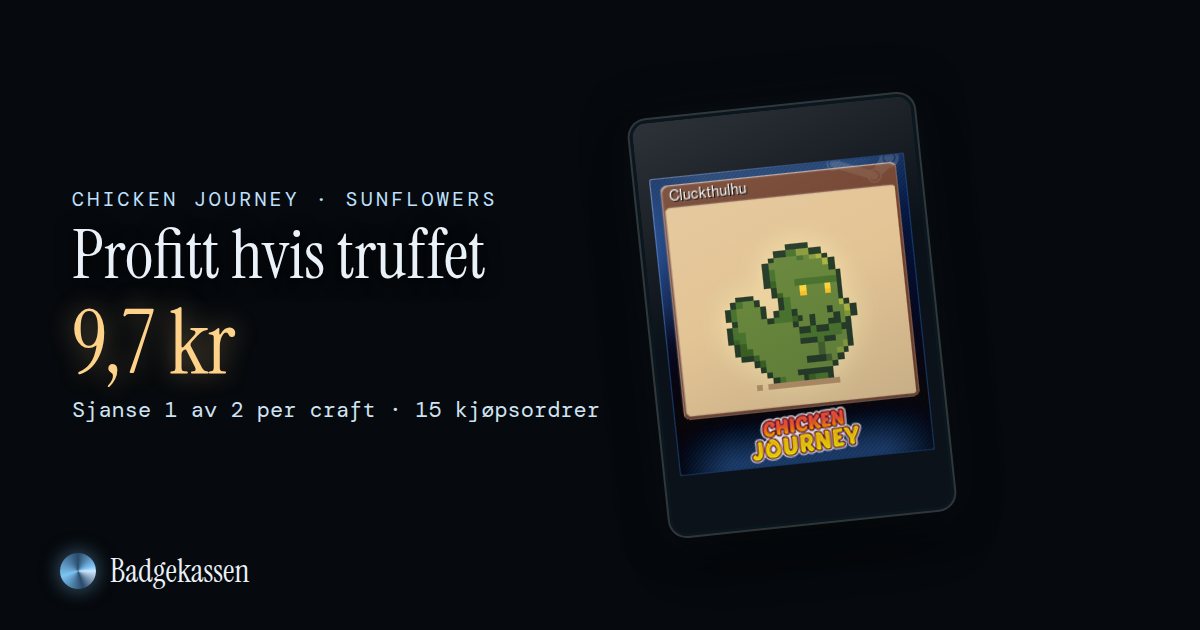 CHICKEN JOURNEY · SUNFLOWERS
Profitt hvis truffet
9,7 kr
Sjanse 1 av 2 per craft · 15 kjøpsordrer
Cluckthulhu
CHICKEN
JOURNEY
Badgekassen